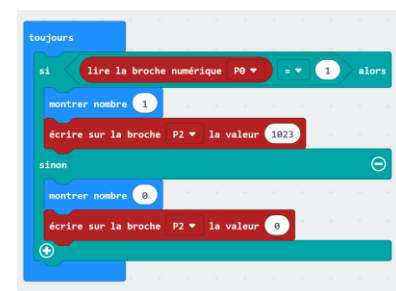 toujours
si lire la broche numérique P0 = 1 alors
montrer nombre 1
écrire sur la broche P2 la valeur 1023
sinon
montrer nombre 0
écrire sur la broche P2 la valeur 0